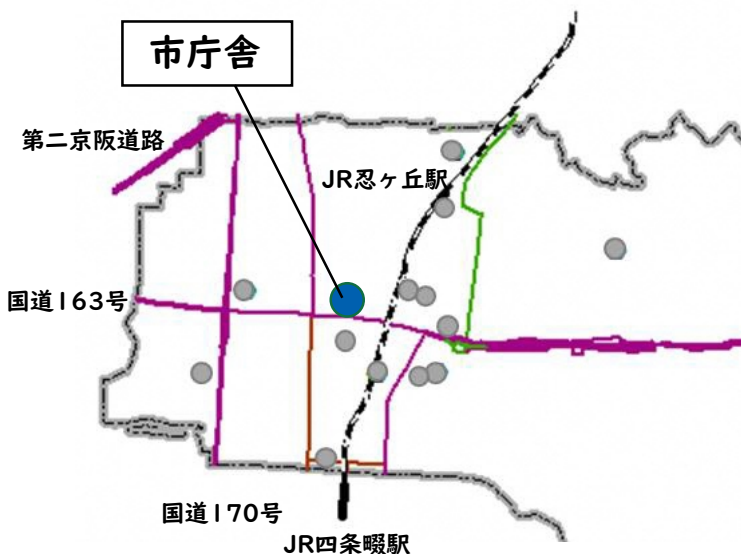 市庁舎
第二京阪道路
JR忍ヶ丘駅
国道163号
国道170号
JR四条畷駅